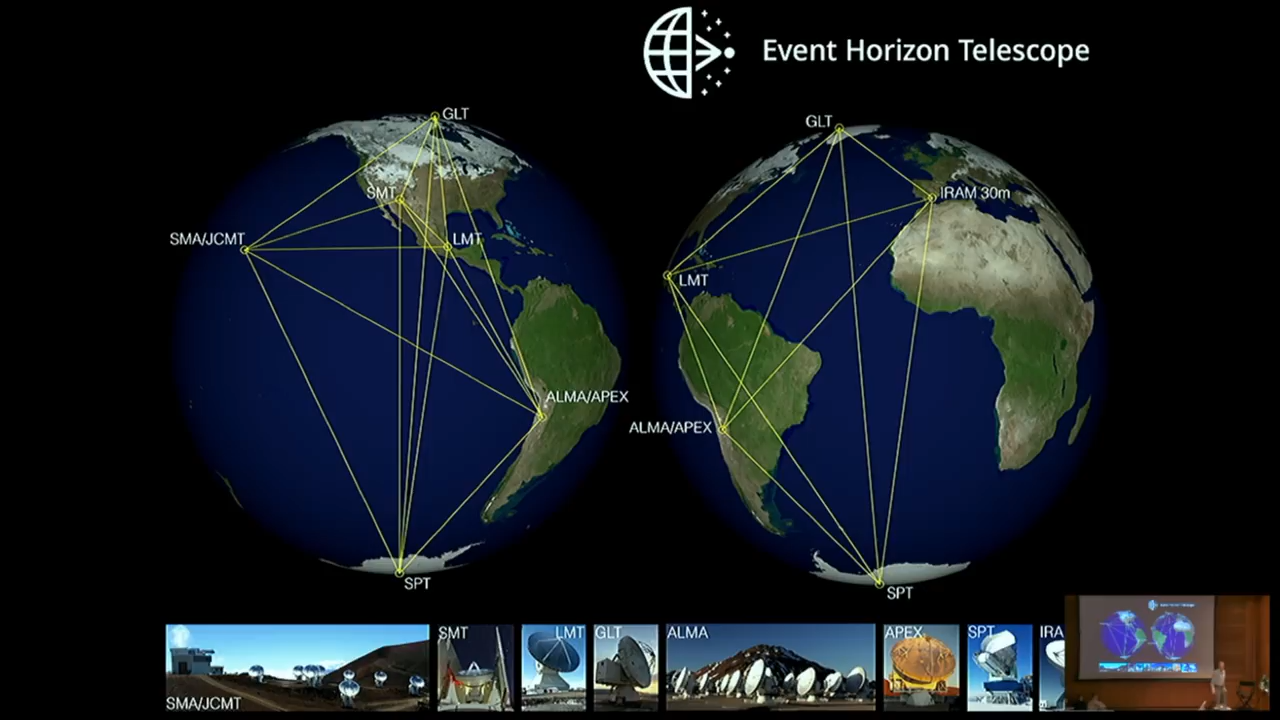 Event Horizon Telescope
GLT
SMT
SMA/JCMT
LMT
ALMA/APEX
SPT
GLT
IRAM 30m
LMT
ALMA/APEX
SPT
SMA/JCMT
SMT
LMT
GLT
ALMA
APEX
SPT
IRA